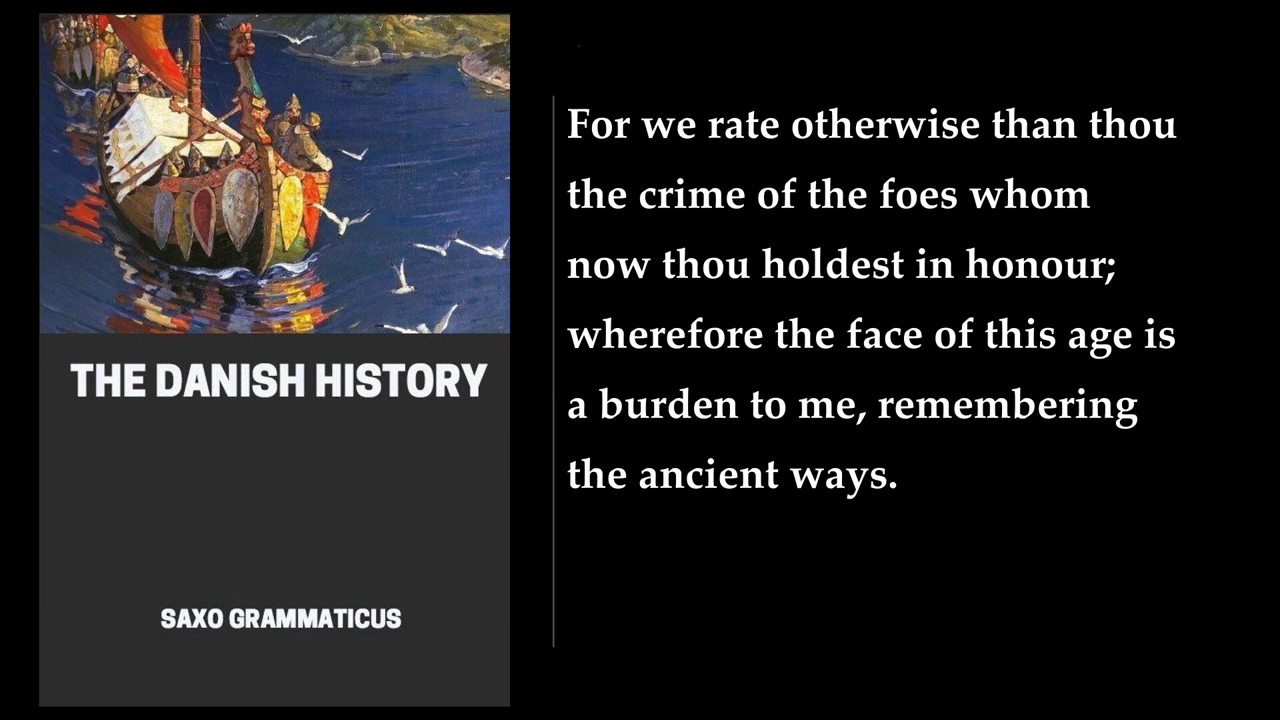 THE DANISH HISTORY
SAXO GRAMMATICUS
For we rate otherwise than thou
the crime of the foes whom
now thou holdest in honour;
wherefore the face of this age is
a burden to me, remembering
the ancient ways.